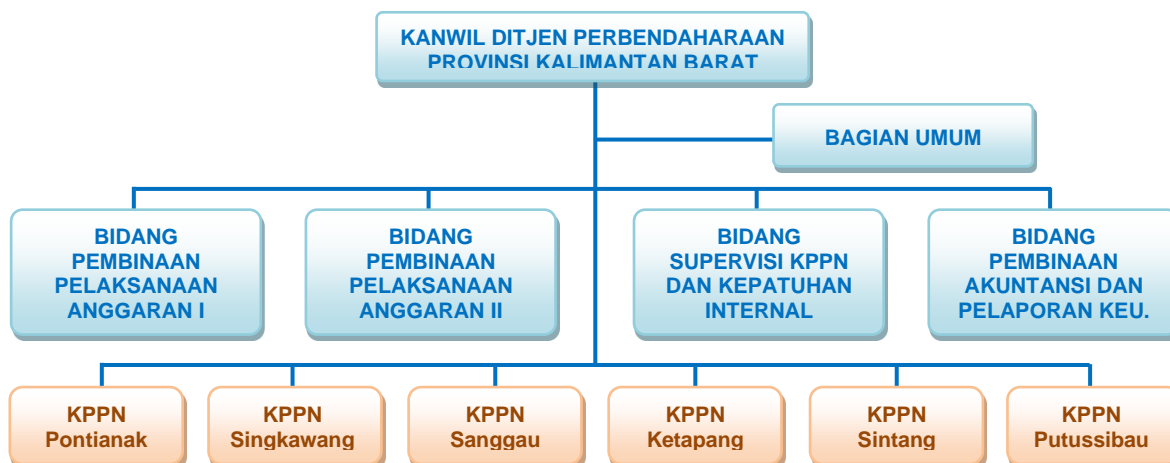 KANWIL DITJEN PERBENDAHARAAN
PROVINSI KALIMANTAN BARAT
BAGIAN UMUM
BIDANG
PEMBINAAN
PELAKSANAAN
ANGGARAN I
BIDANG
PEMBINAAN
PELAKSANAAN
ANGGARAN II
BIDANG
SUPERVISI KPPN
DAN KEPATUHAN
INTERNAL
BIDANG
PEMBINAAN
AKUNTANSI DAN
PELAPORAN KEU.
KPPN
Pontianak
KPPN
Singkawang
KPPN
Sanggau
KPPN
Ketapang
KPPN
Sintang
KPPN
Putussibau